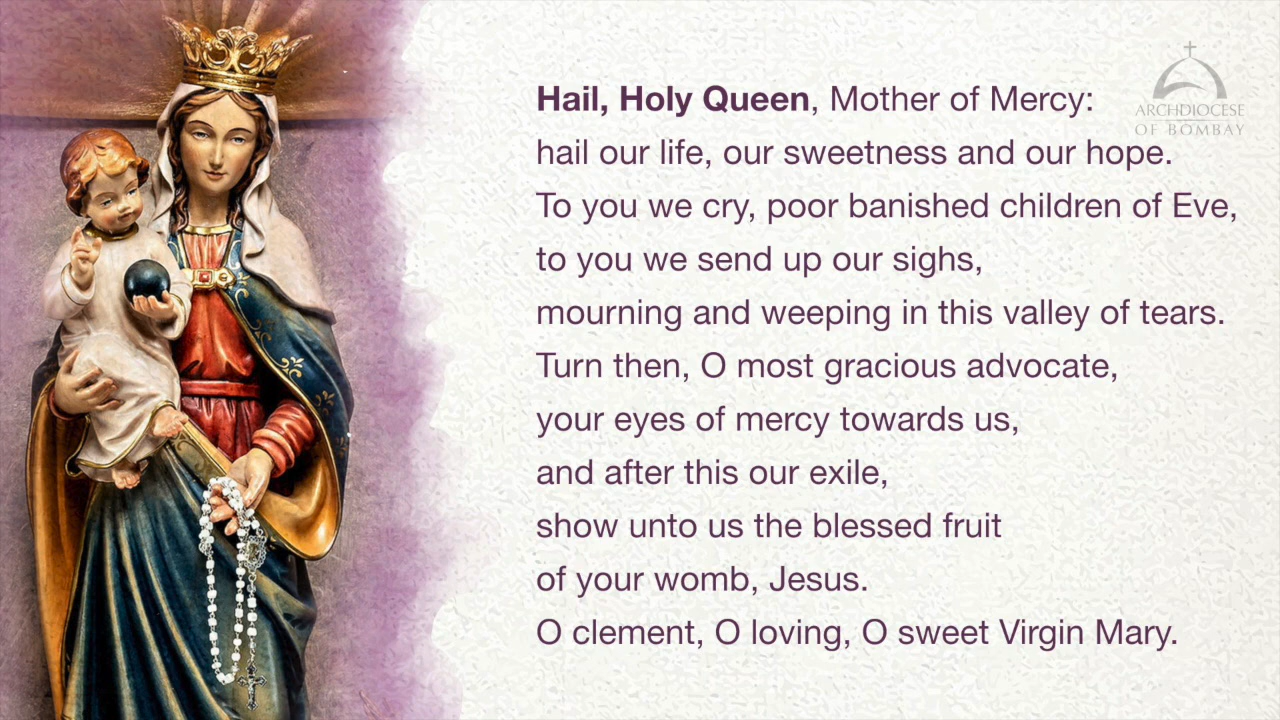 Hail, Holy Queen, Mother of Mercy:
hail our life, our sweetness and our hope.
To you we cry, poor banished children of Eve,
to you we send up our sighs,
mourning and weeping in this valley of tears.
Turn then, O most gracious advocate,
your eyes of mercy towards us,
and after this our exile,
show unto us the blessed fruit
of your womb, Jesus.
O clement, O loving, O sweet Virgin Mary.
ARCHDIOCESE
OF BOMBAY